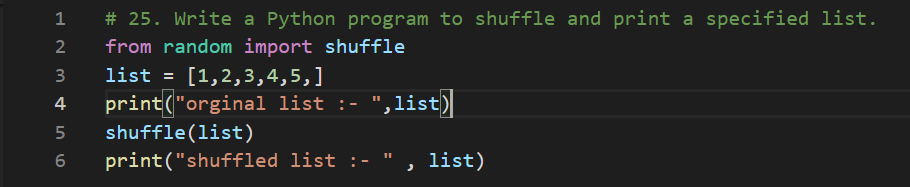 1 # 25. Write a Python program to shuffle and print a specified list.
2 from random import shuffle
3 list = [1,2,3,4,5,]
4 print("orginal list :- ",list)
5 shuffle(list)
6 print("shuffled list :- " , list)